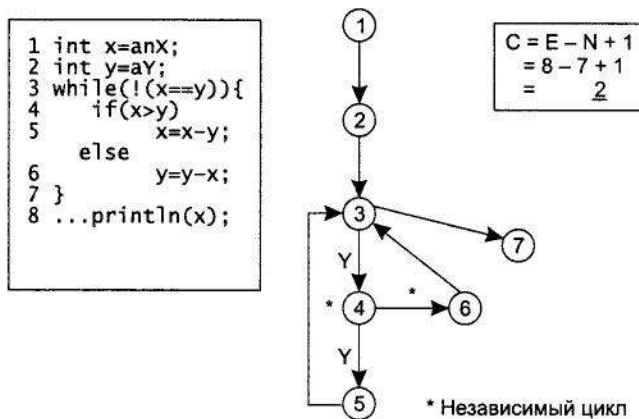 1 int x=anX;
2 int y=aY;
3 while(!(x==y)){
4 if(x>y)
5 x=x-y;
else
6 y=y-x;
7 }
8 ...println(x);
C = E – N + 1
= 8 – 7 + 1
= 2
1
2
3
7
Y
* 4 * 6
Y
5
* Независимый цикл